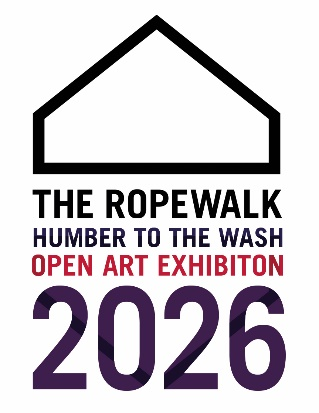 THE ROPEWALK
HUMBER TO THE WASH
OPEN ART EXHIBITON
2026